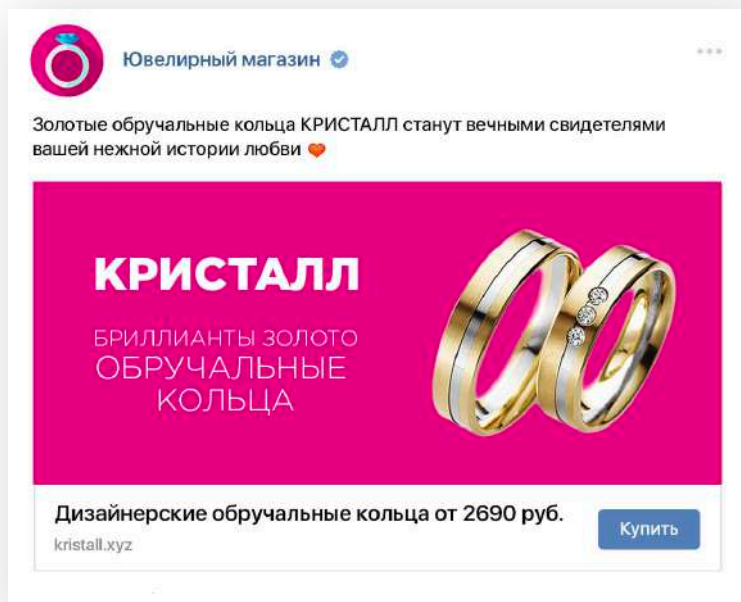 Ювелирный магазин
Золотые обручальные кольца КРИСТАЛЛ станут вечными свидетелями
вашей нежной истории любви
КРИСТАЛЛ
БРИЛЛИАНТЫ ЗОЛОТО
ОБРУЧАЛЬНЫЕ
КОЛЬЦА
Дизайнерские обручальные кольца от 2690 руб.
kristall.xyz
Купить